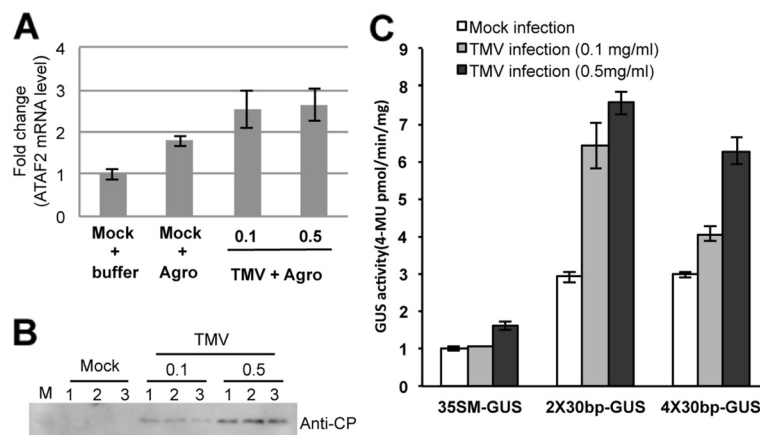 A
Fold change
(ATAF2 mRNA level)
4
3
2
1
0
Mock
+
buffer
Mock
+
Agro
0.1
0.5
TMV + Agro
B
TMV
Mock
0.1
0.5
M
1 2 3
1 2 3
1 2 3
Anti-CP
C
Mock infection
TMV infection (0.1 mg/ml)
TMV infection (0.5mg/ml)
GUS activity(4-MU pmol/min/mg)
9
8
7
6
5
4
3
2
1
0
35SM-GUS
2X30bp-GUS
4X30bp-GUS